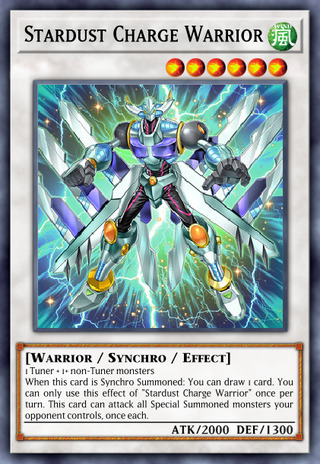 STARDUST CHARGE WARRIOR
WIND
風
[WARRIOR / SYNCHRO / EFFECT]
1 Tuner + 1+ non-Tuner monsters
When this card is Synchro Summoned: You can draw 1 card. You
can only use this effect of "Stardust Charge Warrior" once per
turn. This card can attack all Special Summoned monsters your
opponent controls, once each.
ATK/2000 DEF/1300